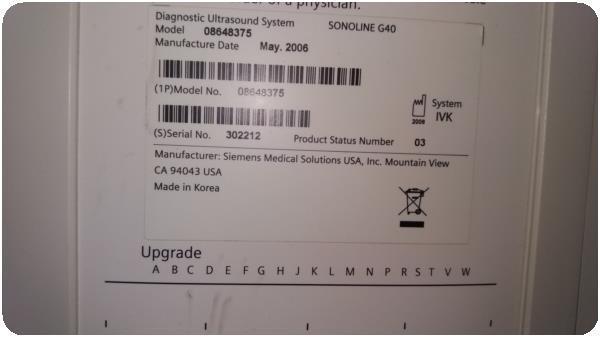 of a physician.
Diagnostic Ultrasound System SONOLINE G40
Model 08648375
Manufacture Date May. 2006
(1P)Model No. 08648375
System
IVK
(S)Serial No. 302212 Product Status Number 03
Manufacturer: Siemens Medical Solutions USA, Inc. Mountain View
CA 94043 USA
Made in Korea
Upgrade
A B C D E F G H J K L M N P R S T V W